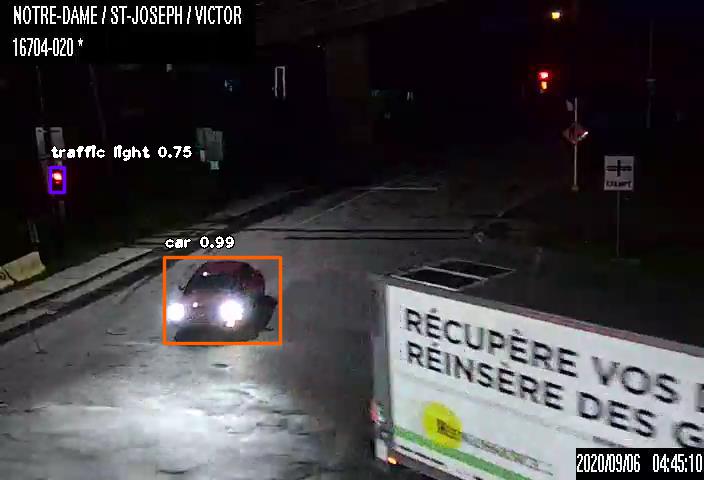 NOTRE-DAME / ST-JOSEPH / VICTOR
16704-020 *
traffic light 0.75
car 0.99
EXEMPT
RÉCUPÈRE VOS
RÉINSÈRE DES G
2020/09/06 04:45:10